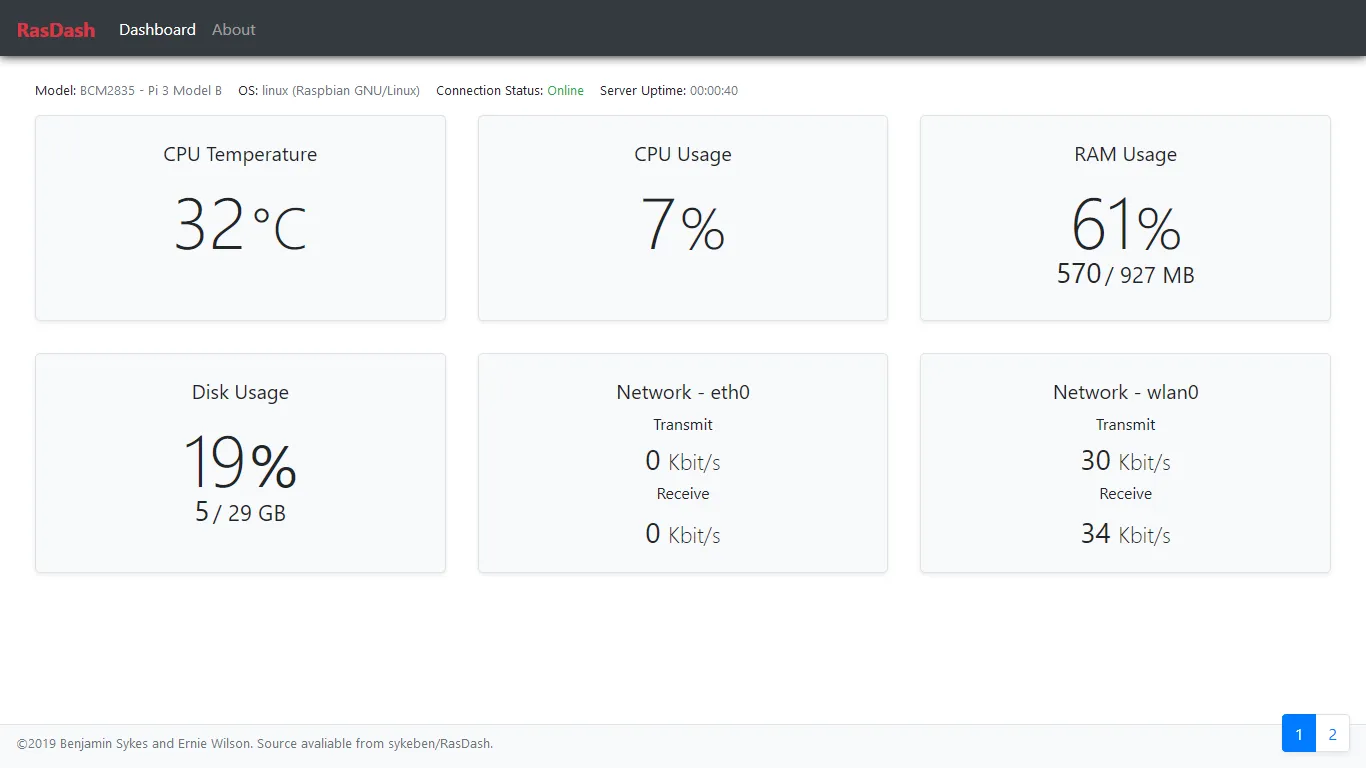 RasDash Dashboard About
Model: BCM2835 - Pi 3 Model B OS: linux (Raspbian GNU/Linux) Connection Status: Online Server Uptime: 00:00:40
CPU Temperature
32°C
CPU Usage
7%
RAM Usage
61%
570 / 927 MB
Disk Usage
19%
5 / 29 GB
Network - eth0
Transmit
0 Kbit/s
Receive
0 Kbit/s
Network - wlan0
Transmit
30 Kbit/s
Receive
34 Kbit/s
©2019 Benjamin Sykes and Ernie Wilson. Source avaliable from sykeben/RasDash.
1 2